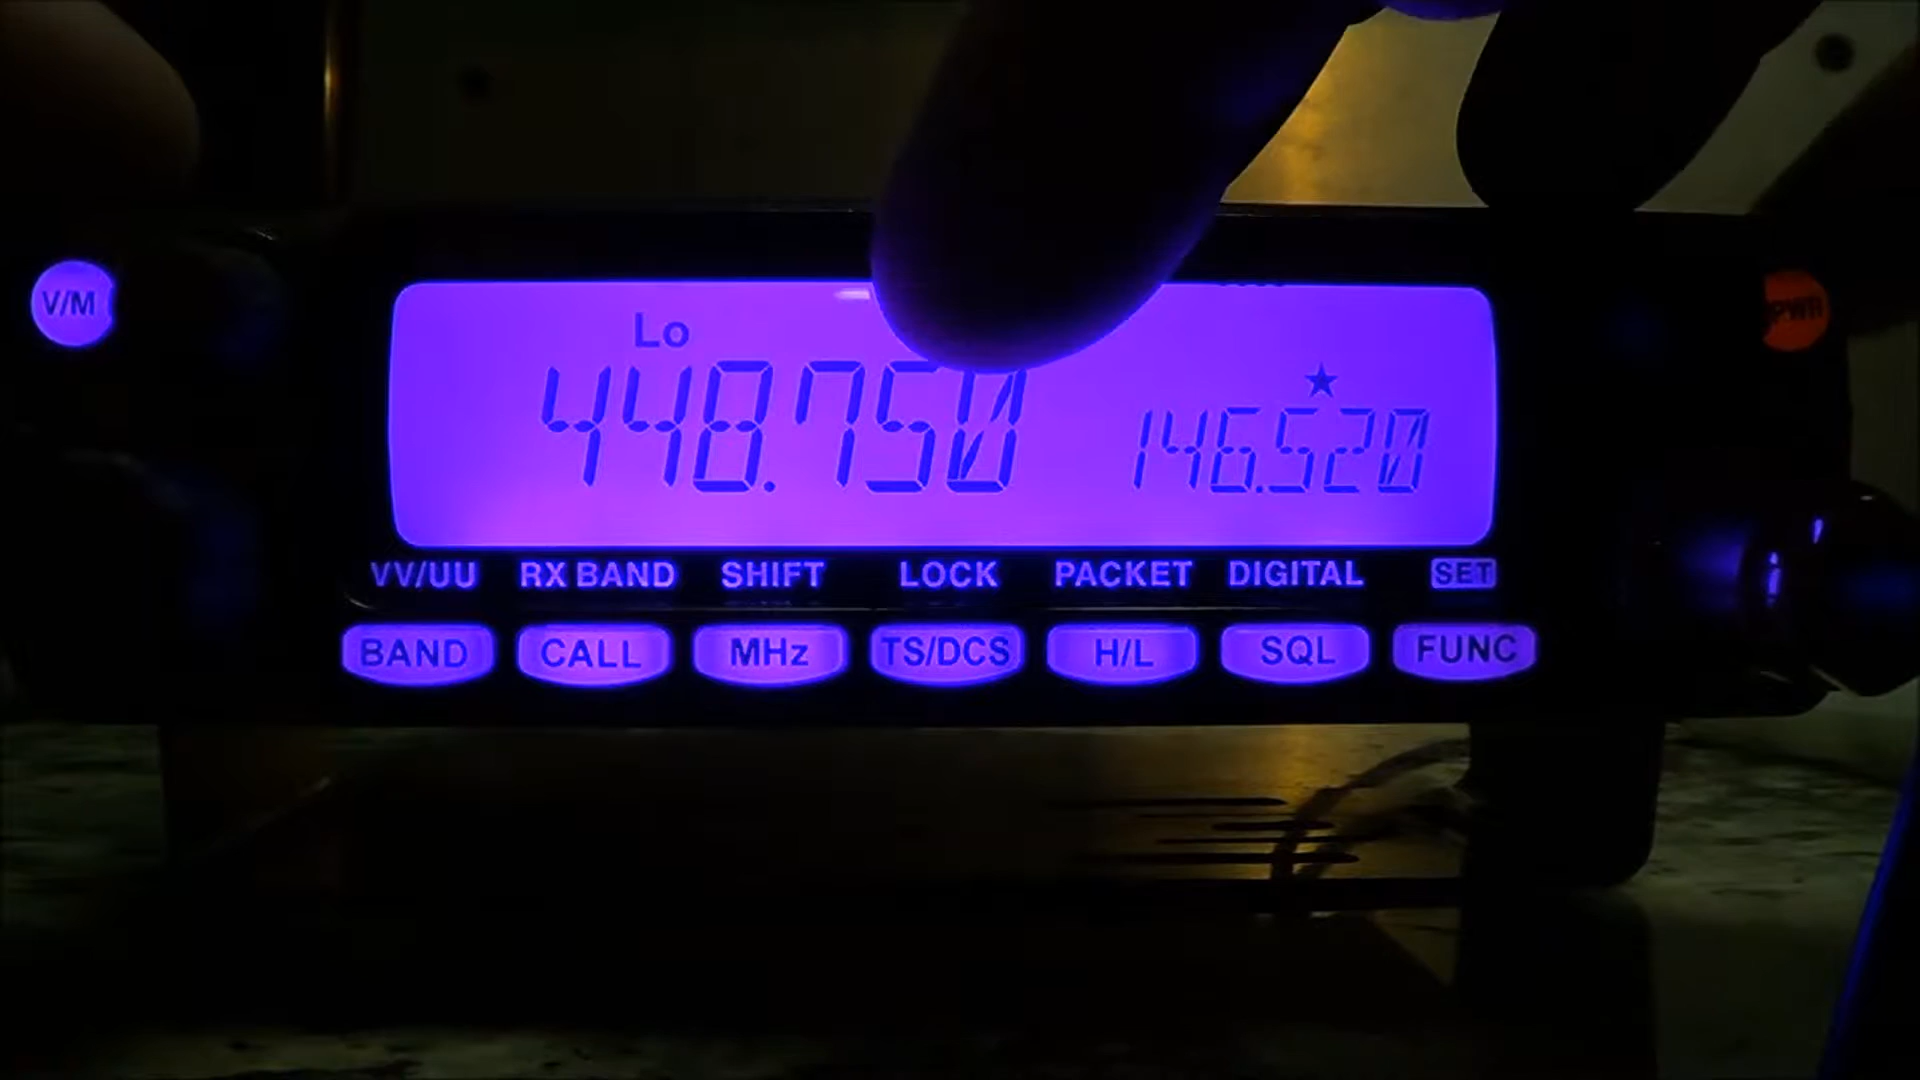 V/M
PWR
Lo
448.750
146.520
VV/UU RX BAND SHIFT LOCK PACKET DIGITAL SET
BAND CALL MHz TS/DCS H/L SQL FUNC